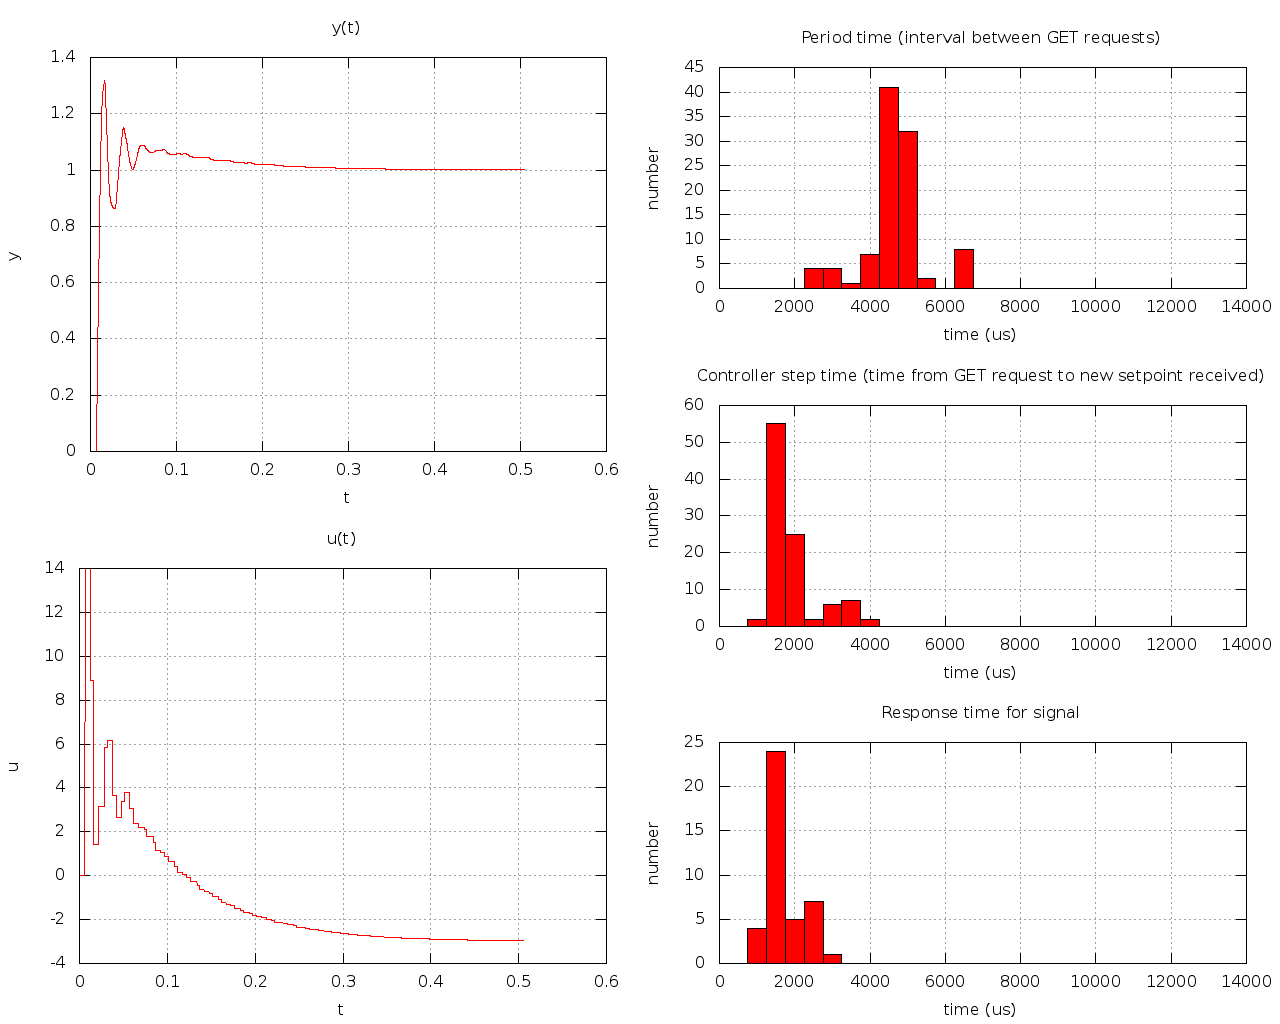 y(t)
1.4
1.2
1
0.8
0.6
0.4
0.2
0
y
0 0.1 0.2 0.3 0.4 0.5 0.6
t
u(t)
14
12
10
8
6
4
2
0
-2
-4
u
0 0.1 0.2 0.3 0.4 0.5 0.6
t
Period time (interval between GET requests)
45
40
35
30
25
20
15
10
5
0
number
0 2000 4000 6000 8000 10000 12000 14000
time (us)
Controller step time (time from GET request to new setpoint received)
60
50
40
30
20
10
0
number
0 2000 4000 6000 8000 10000 12000 14000
time (us)
Response time for signal
25
20
15
10
5
0
number
0 2000 4000 6000 8000 10000 12000 14000
time (us)